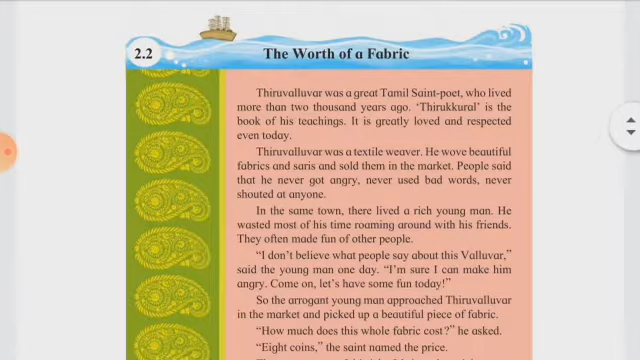 2.2
The Worth of a Fabric
Thiruvalluvar was a great Tamil Saint-poet, who lived
more than two thousand years ago. ‘Thirukkural’ is the
book of his teachings. It is greatly loved and respected
even today.
Thiruvalluvar was a textile weaver. He wove beautiful
fabrics and saris and sold them in the market. People said
that he never got angry, never used bad words, never
shouted at anyone.
In the same town, there lived a rich young man. He
wasted most of his time roaming around with his friends.
They often made fun of other people.
“I don’t believe what people say about this Valluvar,”
said the young man one day. “I’m sure I can make him
angry. Come on, let’s have some fun today!”
So the arrogant young man approached Thiruvalluvar
in the market and picked up a beautiful piece of fabric.
“How much does this whole fabric cost?” he asked.
“Eight coins,” the saint named the price.